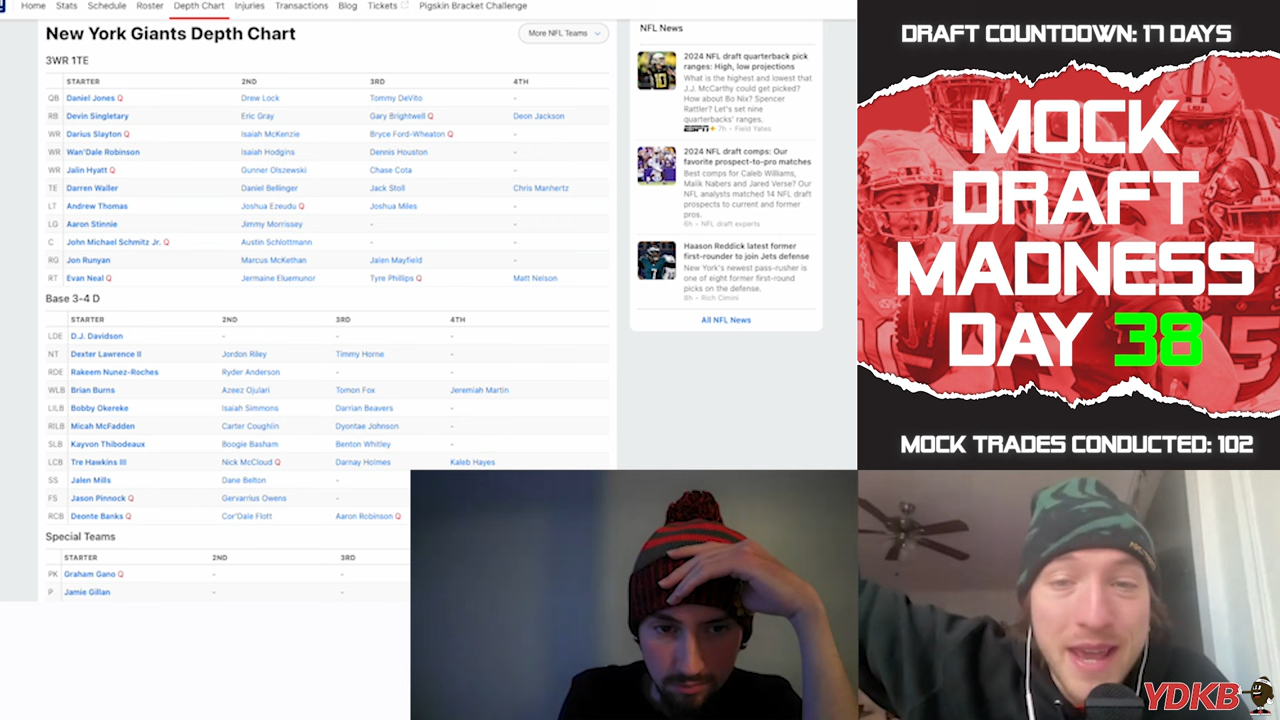 Home Stats Schedule Roster Depth Chart Injuries Transactions Blog Tickets Pigskin Bracket Challenge
New York Giants Depth Chart
More NFL Teams
3WR 1TE
STARTER 2ND 3RD 4TH
QB Daniel Jones Q Drew Lock Tommy DeVito -
RB Devin Singletary Eric Gray Gary Brightwell Q Deon Jackson
WR Darius Slayton Q Isaiah McKenzie Bryce Ford-Wheaton Q -
WR Wan'Dale Robinson Isaiah Hodgins Dennis Houston -
WR Jalin Hyatt Q Gunner Olszewski Chase Cota -
TE Darren Waller Daniel Bellinger Jack Stoll Chris Manhertz
LT Andrew Thomas Joshua Ezeudu Q Joshua Miles -
LG Aaron Stinnie Jimmy Morrissey - -
C John Michael Schmitz Jr. Q Austin Schlottmann - -
RG Jon Runyan Marcus McKethan Jalen Mayfield -
RT Evan Neal Q Jermaine Eluemunor Tyre Phillips Q Matt Nelson
Base 3-4 D
STARTER 2ND 3RD 4TH
LDE D.J. Davidson - - -
NT Dexter Lawrence II Jordon Riley Timmy Horne -
RDE Rakeem Nunez-Roches Ryder Anderson - -
WLB Brian Burns Azeez Ojulari Tomon Fox Jeremiah Martin
LILB Bobby Okereke Isaiah Simmons Darrian Beavers -
RILB Micah McFadden Carter Coughlin Dyontae Johnson -
SLB Kayvon Thibodeaux Boogie Basham Benton Whitley -
LCB Tre Hawkins III Nick McCloud Q Darnay Holmes Kaleb Hayes
SS Jalen Mills Dane Belton -
FS Jason Pinnock Q Gervarrius Owens -
RCB Deonte Banks Q Cor'Dale Flott Aaron Robinson Q
Special Teams
STARTER 2ND 3RD
PK Graham Gano Q - -
P Jamie Gillan - -
NFL News
2024 NFL draft quarterback pick
ranges: High, low projections
What is the highest and lowest that
J.J. McCarthy could get picked?
How about Bo Nix? Spencer
Rattler? Let's set nine
quarterbacks' ranges.
ESPN+ 7h - Field Yates
2024 NFL draft comps: Our
favorite prospect-to-pro matches
Best comps for Caleb Williams,
Malik Nabers and Jared Verse? Our
NFL analysts matched 14 NFL draft
prospects to current and former
pros.
6h - NFL draft experts
Haason Reddick latest former
first-rounder to join Jets defense
New York's newest pass-rusher is
one of eight former first-round
picks on the defense.
8h - Rich Cimini
All NFL News
DRAFT COUNTDOWN: 17 DAYS
MOCK
DRAFT
MADNESS
DAY 38
MOCK TRADES CONDUCTED: 102
YDKB